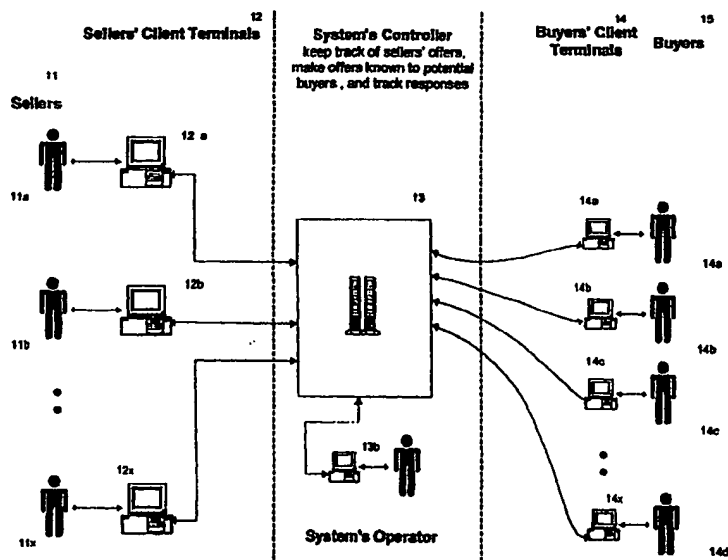 12
14
15
Sellers' Client Terminals
System's Controller
keep track of sellers' offers,
make offers known to potential
buyers , and track responses
Buyers' Client
Terminals
Buyers
11
Sellers
12 a
11a
13
14a
14a
12b
14b
11b
14b
14c
14c
12x
13b
14x
11x
System's Operator